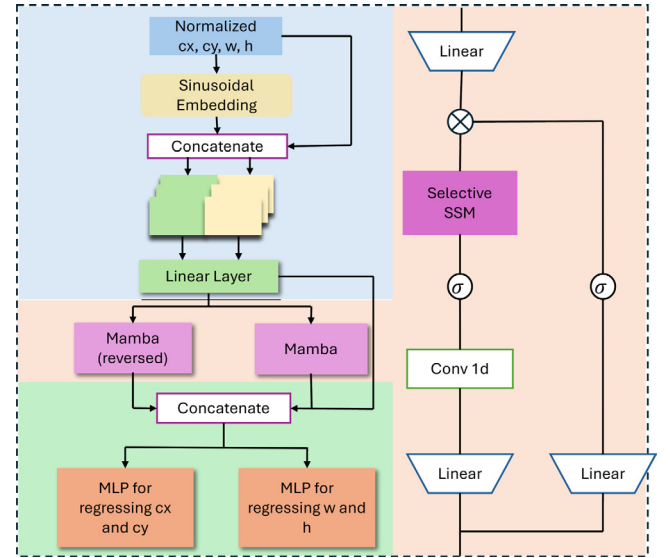 Normalized
cx, cy, w, h
Sinusoidal
Embedding
Concatenate
Linear Layer
Mamba
(reversed)
Mamba
Concatenate
MLP for
regressing cx
and cy
MLP for
regressing w and
h
Linear
Selective
SSM
σ
σ
Conv 1d
Linear
Linear